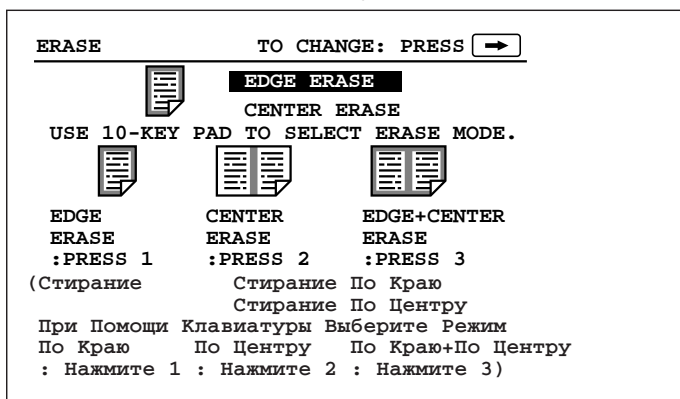 ERASE TO CHANGE: PRESS
EDGE ERASE
CENTER ERASE
USE 10-KEY PAD TO SELECT ERASE MODE.
EDGE CENTER EDGE+CENTER
ERASE ERASE ERASE
:PRESS 1 :PRESS 2 :PRESS 3
(Стирание Стирание По Краю
Стирание По Центру
При Помощи Клавиатуры Выберите Режим
По Краю По Центру По Краю+По Центру
: Нажмите 1 : Нажмите 2 : Нажмите 3)